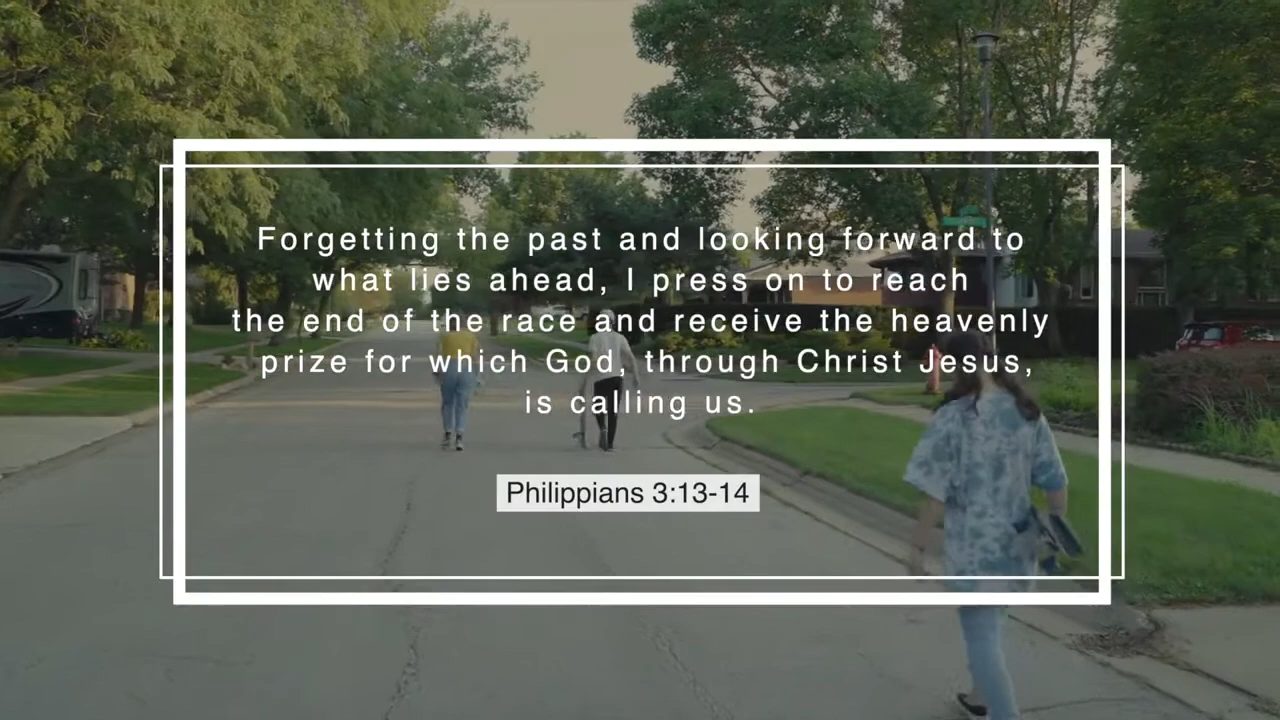 Forgetting the past and looking forward to
what lies ahead, I press on to reach
the end of the race and receive the heavenly
prize for which God, through Christ Jesus,
is calling us.
Philippians 3:13-14